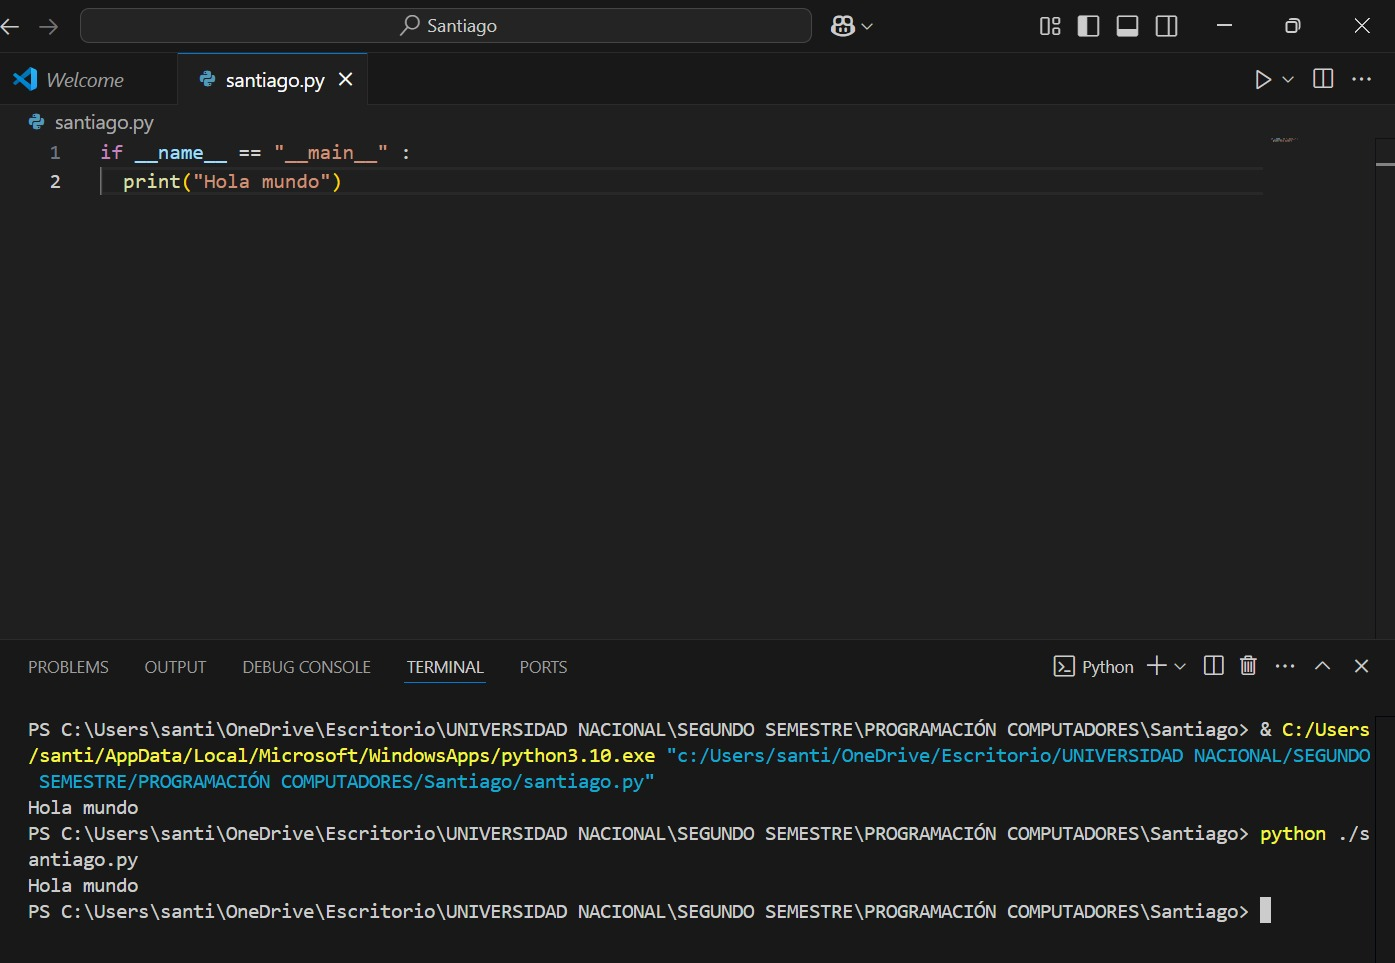 Santiago
Welcome
santiago.py
santiago.py
1 if __name__ == "__main__" :
2 print("Hola mundo")
PROBLEMS OUTPUT DEBUG CONSOLE TERMINAL PORTS
Python
PS C:\Users\santi\OneDrive\Escritorio\UNIVERSIDAD NACIONAL\SEGUNDO SEMESTRE\PROGRAMACIÓN COMPUTADORES\Santiago> & C:/Users
/santi/AppData/Local/Microsoft/WindowsApps/python3.10.exe "c:/Users/santi/OneDrive/Escritorio/UNIVERSIDAD NACIONAL/SEGUNDO
SEMESTRE/PROGRAMACIÓN COMPUTADORES/Santiago/santiago.py"
Hola mundo
PS C:\Users\santi\OneDrive\Escritorio\UNIVERSIDAD NACIONAL\SEGUNDO SEMESTRE\PROGRAMACIÓN COMPUTADORES\Santiago> python ./s
antiago.py
Hola mundo
PS C:\Users\santi\OneDrive\Escritorio\UNIVERSIDAD NACIONAL\SEGUNDO SEMESTRE\PROGRAMACIÓN COMPUTADORES\Santiago>